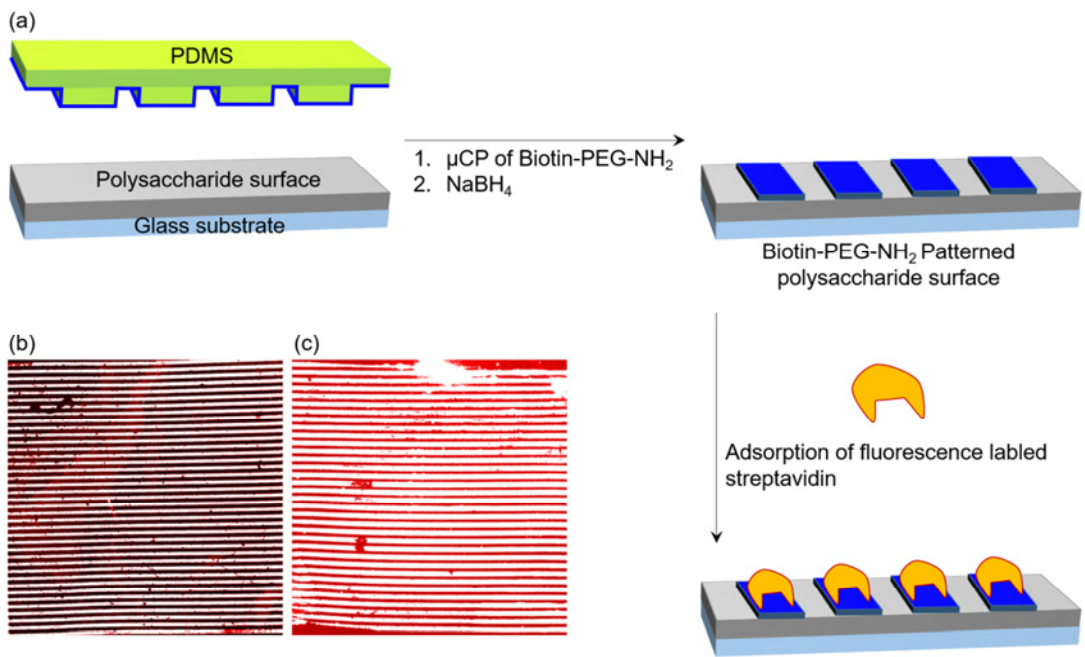 (a)
PDMS
Polysaccharide surface
Glass substrate
1. μCP of Biotin-PEG-NH₂
2. NaBH₄
Biotin-PEG-NH₂ Patterned
polysaccharide surface
(b)
(c)
Adsorption of fluorescence labled
streptavidin